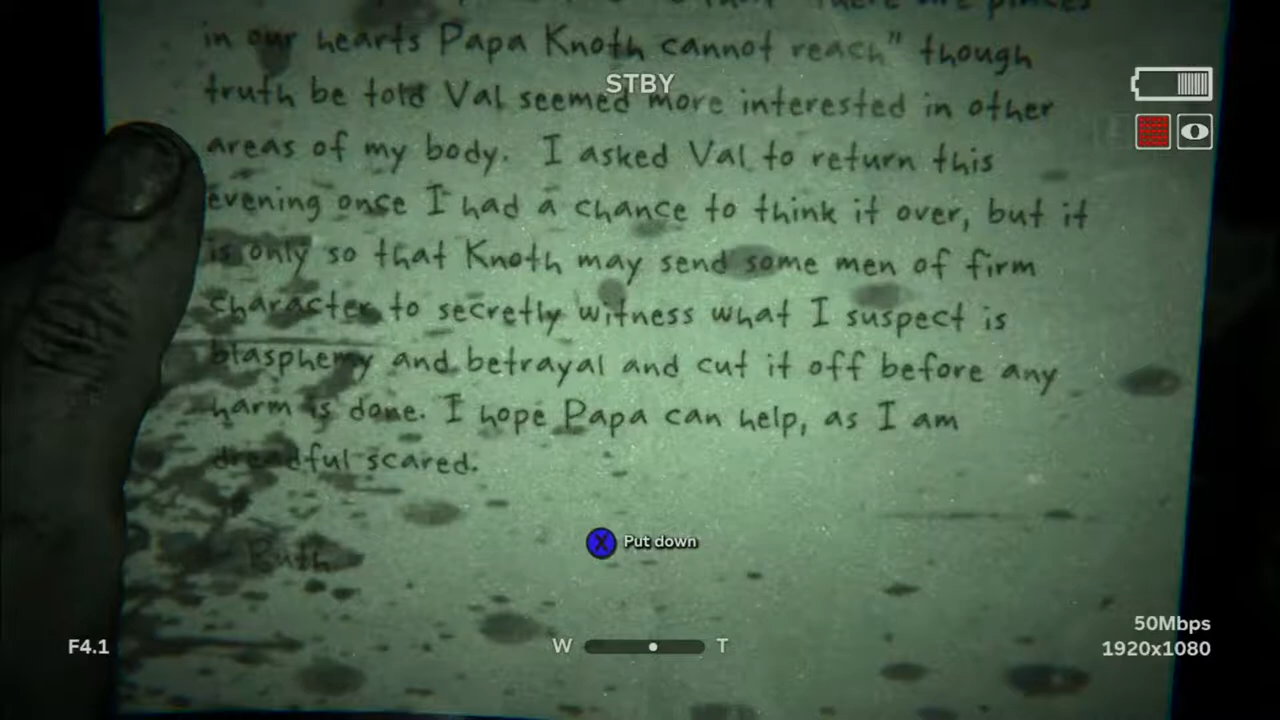 there are places
in our hearts Papa Knoth cannot reach" though
STBY
truth be told Val seemed more interested in other
areas of my body. I asked Val to return this
evening once I had a chance to think it over, but it
is only so that Knoth may send some men of firm
character to secretly witness what I suspect is
blasphemy and betrayal and cut it off before any
harm is done. I hope Papa can help, as I am
dreadful scared.
X Put down
Ruth
F4.1
W T
50Mbps
1920x1080